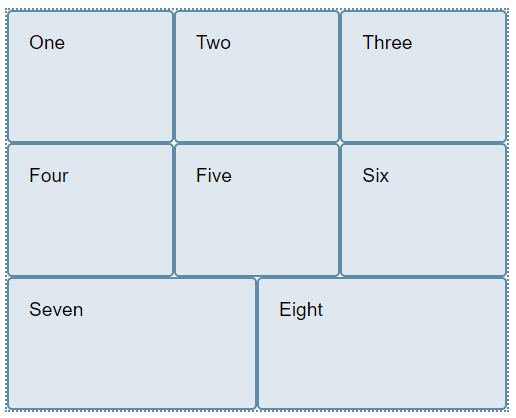 One Two Three
Four Five Six
Seven Eight